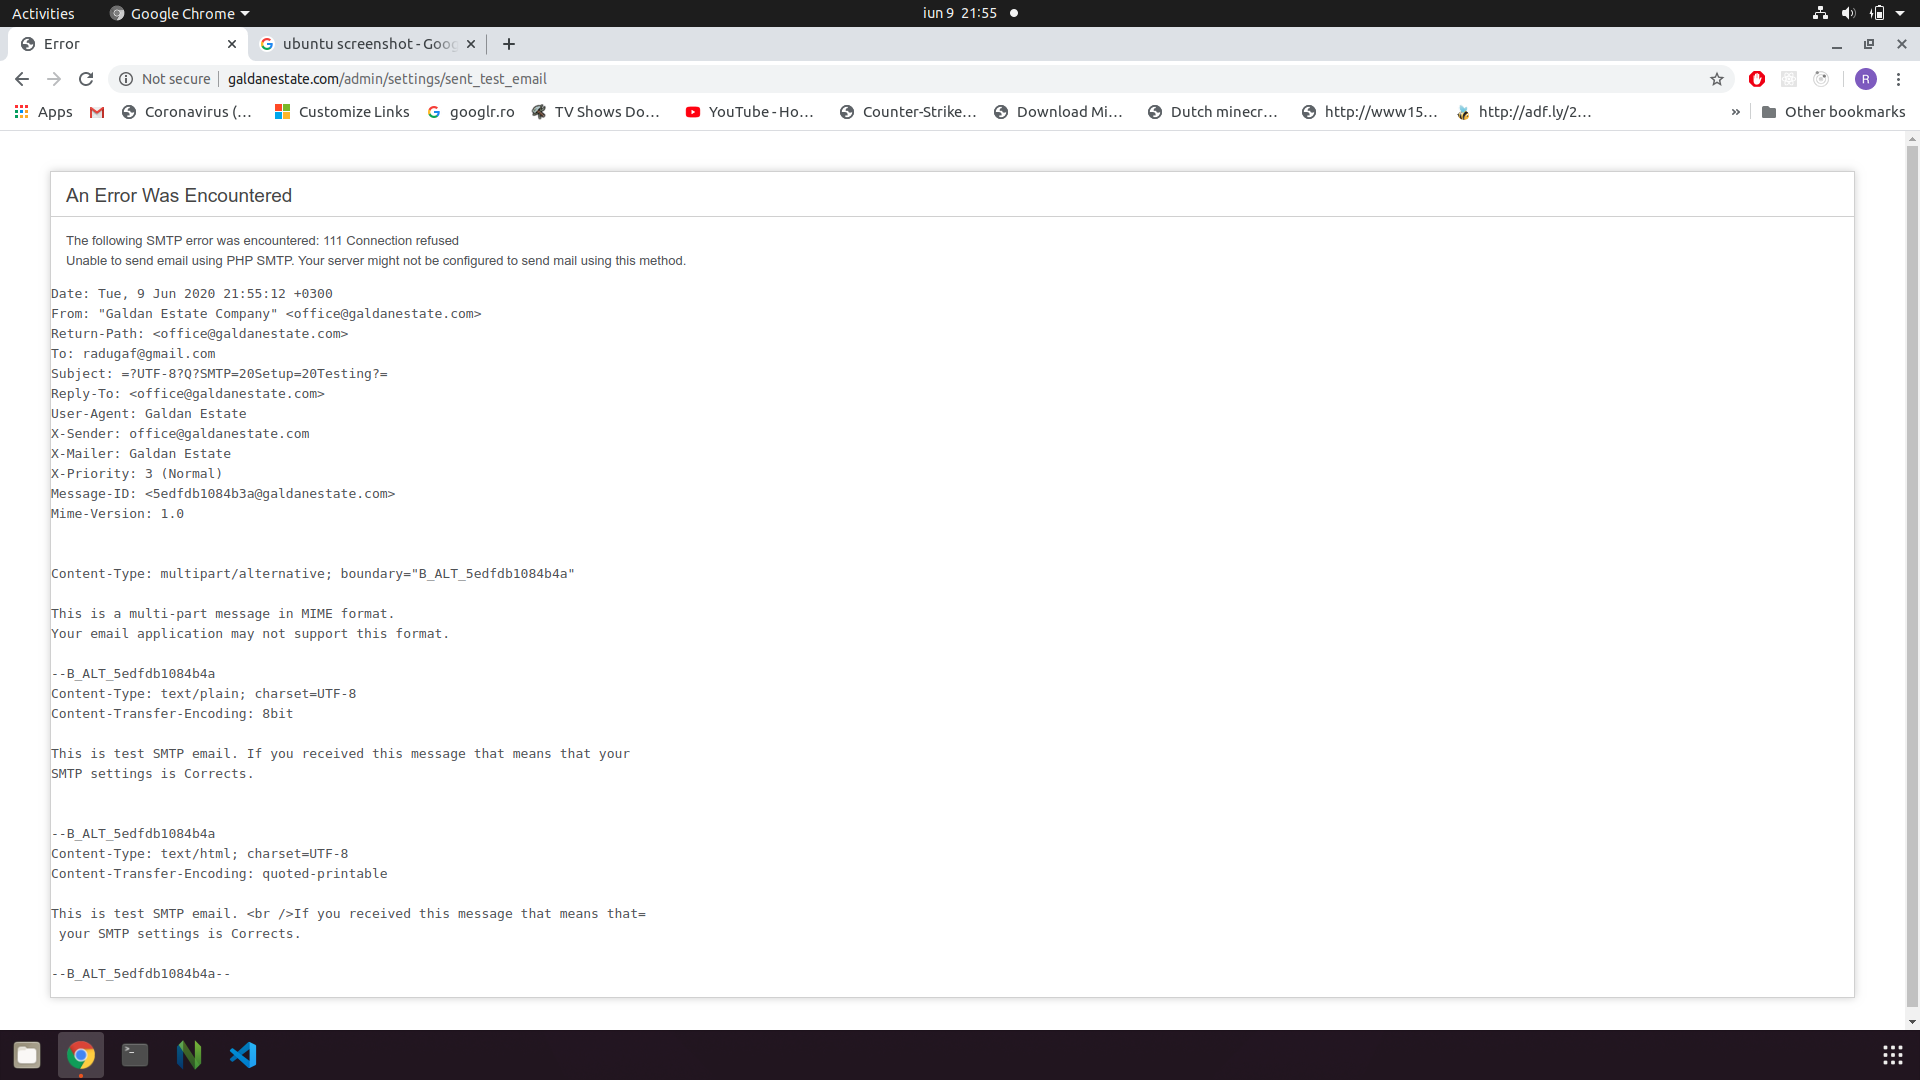 Activities
Google Chrome
iun 9 21:55
Error
ubuntu screenshot - Goog
Not secure
galdanestate.com/admin/settings/sent_test_email
R
Apps
Coronavirus (…
Customize Links
googlr.ro
TV Shows Do…
YouTube - Ho…
Counter-Strike…
Download Mi…
Dutch minecr…
http://www15…
http://adf.ly/2…
»
Other bookmarks
An Error Was Encountered
The following SMTP error was encountered: 111 Connection refused
Unable to send email using PHP SMTP. Your server might not be configured to send mail using this method.
Date: Tue, 9 Jun 2020 21:55:12 +0300
From: "Galdan Estate Company" <office@galdanestate.com>
Return-Path: <office@galdanestate.com>
To: radugaf@gmail.com
Subject: =?UTF-8?Q?SMTP=20Setup=20Testing?=
Reply-To: <office@galdanestate.com>
User-Agent: Galdan Estate
X-Sender: office@galdanestate.com
X-Mailer: Galdan Estate
X-Priority: 3 (Normal)
Message-ID: <5edfdb1084b3a@galdanestate.com>
Mime-Version: 1.0
Content-Type: multipart/alternative; boundary="B_ALT_5edfdb1084b4a"
This is a multi-part message in MIME format.
Your email application may not support this format.
--B_ALT_5edfdb1084b4a
Content-Type: text/plain; charset=UTF-8
Content-Transfer-Encoding: 8bit
This is test SMTP email. If you received this message that means that your
SMTP settings is Corrects.
--B_ALT_5edfdb1084b4a
Content-Type: text/html; charset=UTF-8
Content-Transfer-Encoding: quoted-printable
This is test SMTP email. <br />If you received this message that means that=
your SMTP settings is Corrects.
--B_ALT_5edfdb1084b4a--